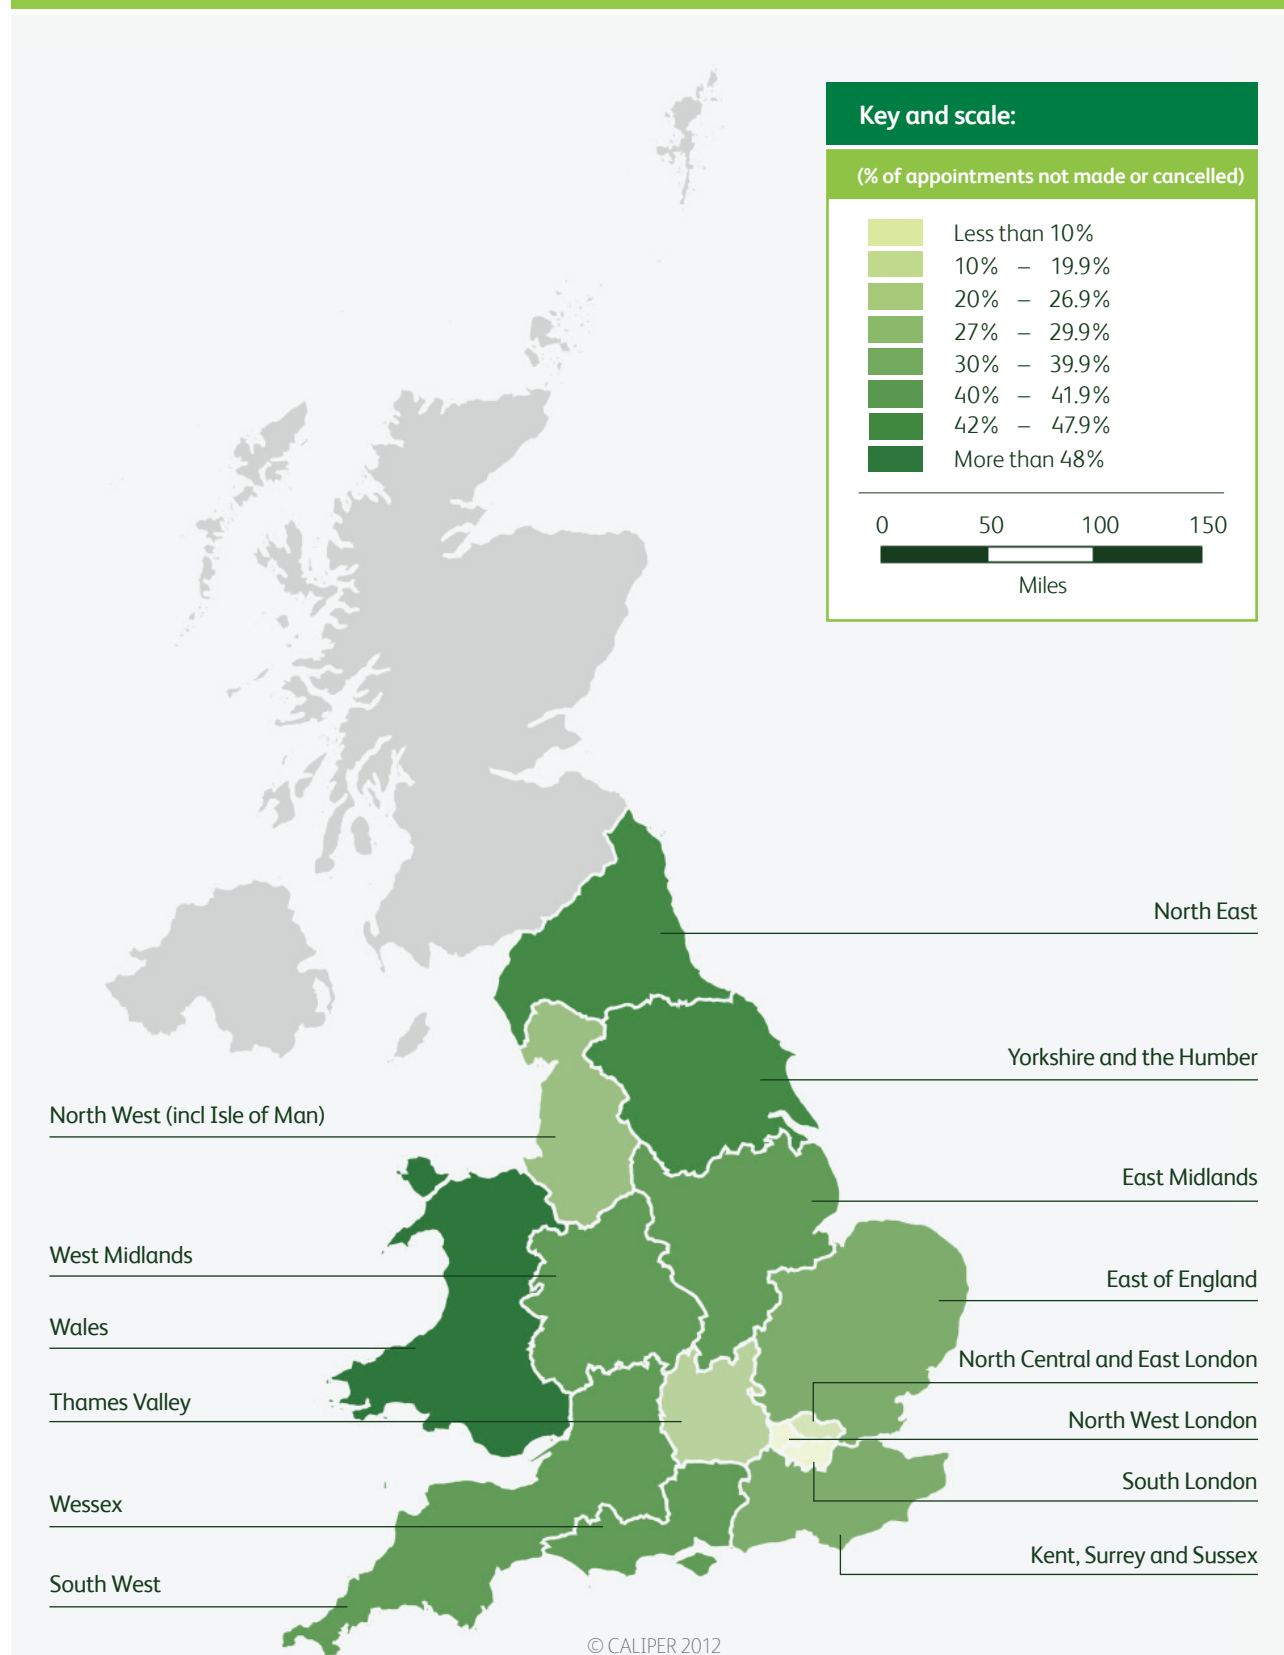 Key and scale:
(% of appointments not made or cancelled)
Less than 10%
10% – 19.9%
20% – 26.9%
27% – 29.9%
30% – 39.9%
40% – 41.9%
42% – 47.9%
More than 48%
0 50 100 150
Miles
North East
Yorkshire and the Humber
North West (incl Isle of Man)
East Midlands
West Midlands
East of England
Wales
North Central and East London
Thames Valley
North West London
South London
Wessex
Kent, Surrey and Sussex
South West
© CALIPER 2012